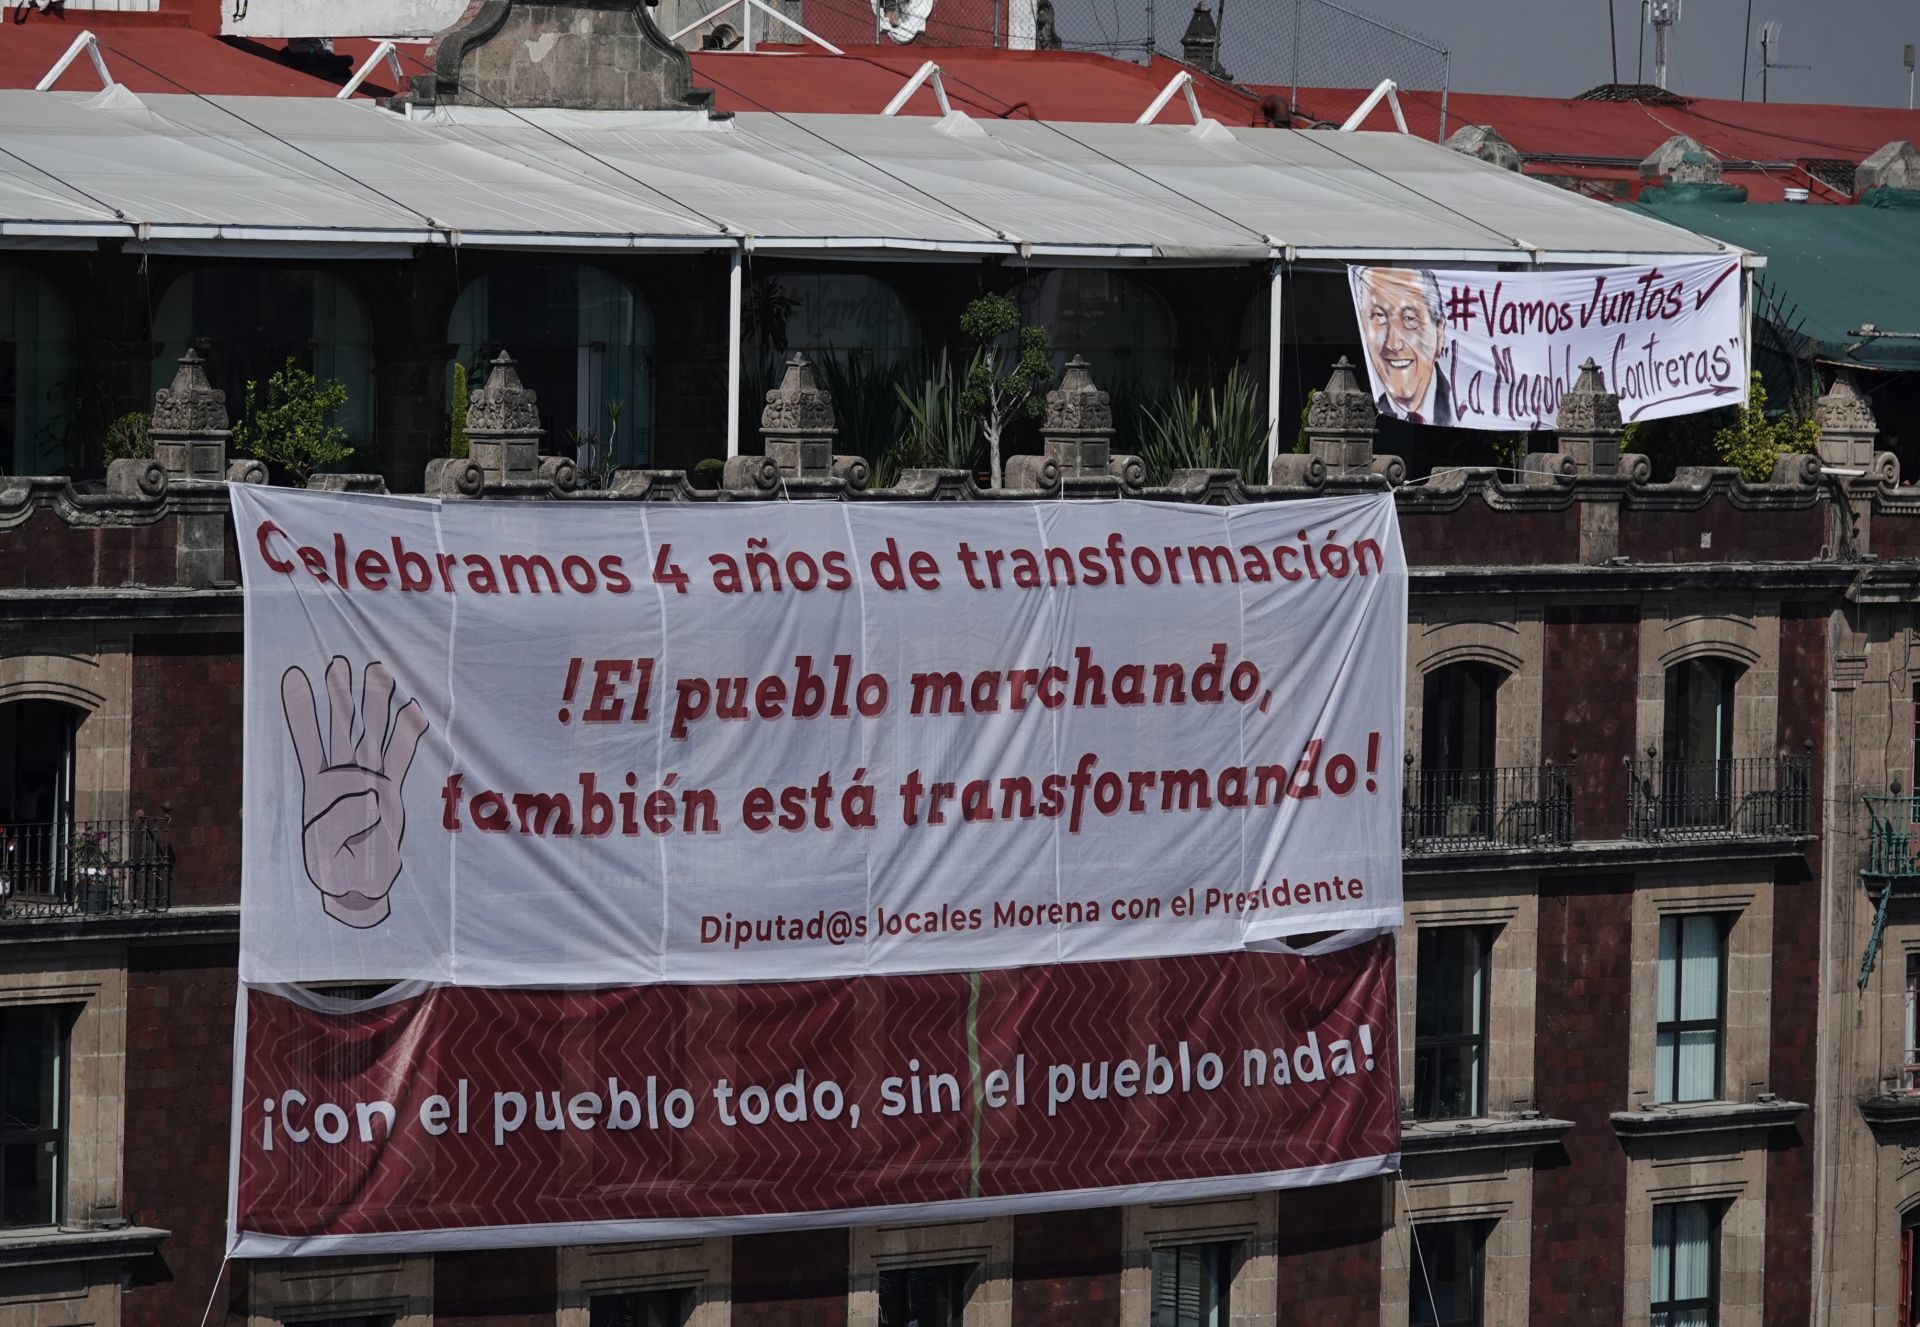 #Vamos Juntos ✓
"La Magdalena Contreras"
Celebramos 4 años de transformación
!El pueblo marchando,
también está transformando!
Diputad@s locales Morena con el Presidente
¡Con el pueblo todo, sin el pueblo nada!